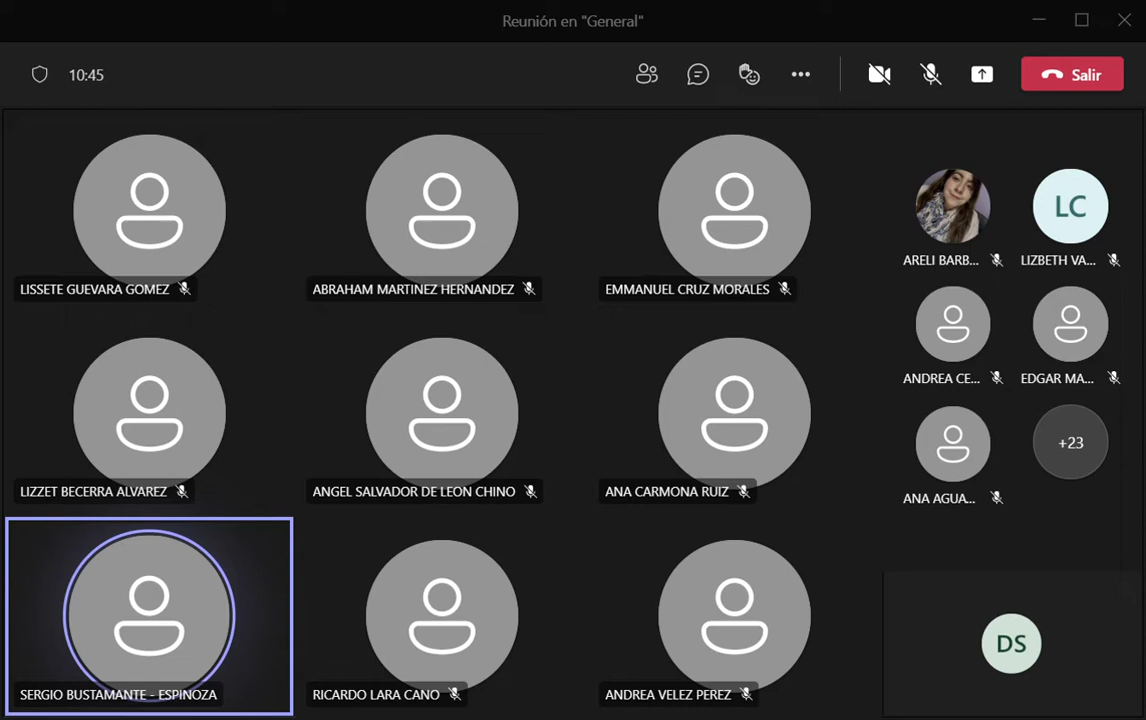 Reunión en "General"
10:45
Salir
LISSETE GUEVARA GOMEZ
ABRAHAM MARTINEZ HERNANDEZ
EMMANUEL CRUZ MORALES
ARELI BARB...
LC
LIZBETH VA...
ANDREA CE...
EDGAR MA...
LIZZET BECERRA ALVAREZ
ANGEL SALVADOR DE LEON CHINO
ANA CARMONA RUIZ
ANA AGUA...
+23
SERGIO BUSTAMANTE - ESPINOZA
RICARDO LARA CANO
ANDREA VELEZ PEREZ
DS